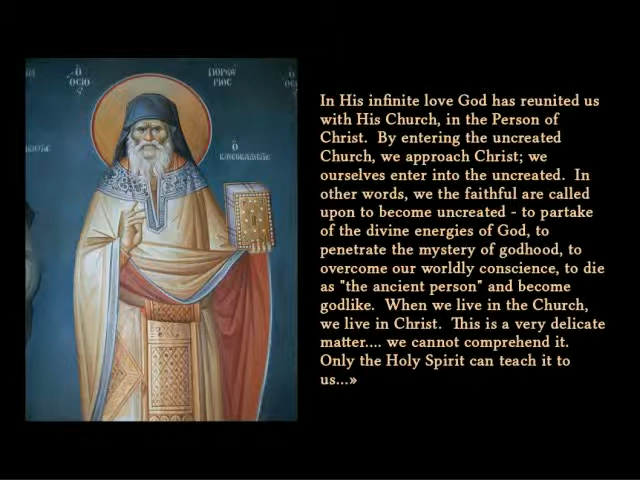 ὁ
ὅσιο
ς
ΠΟΡΦΥ
ΡΙΟΣ
ὁ
ΚΑΥΣΟΚΑΛΥΒΙΤΗΣ
In His infinite love God has reunited us
with His Church, in the Person of
Christ.  By entering the uncreated
Church, we approach Christ; we
ourselves enter into the uncreated.  In
other words, we the faithful are called
upon to become uncreated - to partake
of the divine energies of God, to
penetrate the mystery of godhood, to
overcome our worldly conscience, to die
as "the ancient person" and become
godlike.  When we live in the Church,
we live in Christ.  This is a very delicate
matter.... we cannot comprehend it.
Only the Holy Spirit can teach it to
us...»